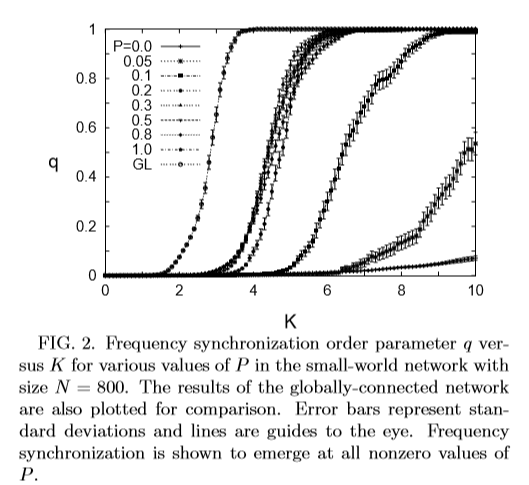 1
0.8
0.6
0.4
0.2
0
q
P=0.0
0.05
0.1
0.2
0.3
0.5
0.8
1.0
GL
0 2 4 6 8 10
K
FIG. 2. Frequency synchronization order parameter q ver-
sus K for various values of P in the small-world network with
size N = 800. The results of the globally-connected network
are also plotted for comparison. Error bars represent stan-
dard deviations and lines are guides to the eye. Frequency
synchronization is shown to emerge at all nonzero values of
P.